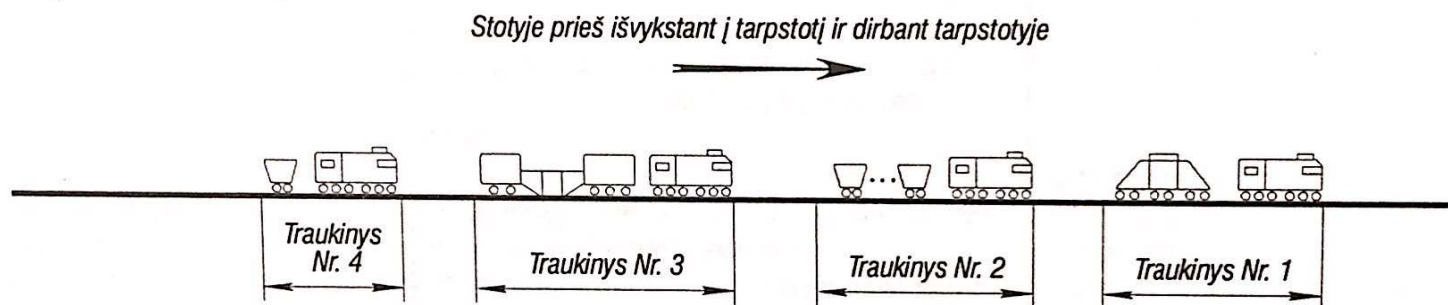 Stotyje prieš išvykstant į tarpstotį ir dirbant tarpstotyje
Traukinys
Nr. 4
Traukinys Nr. 3
Traukinys Nr. 2
Traukinys Nr. 1